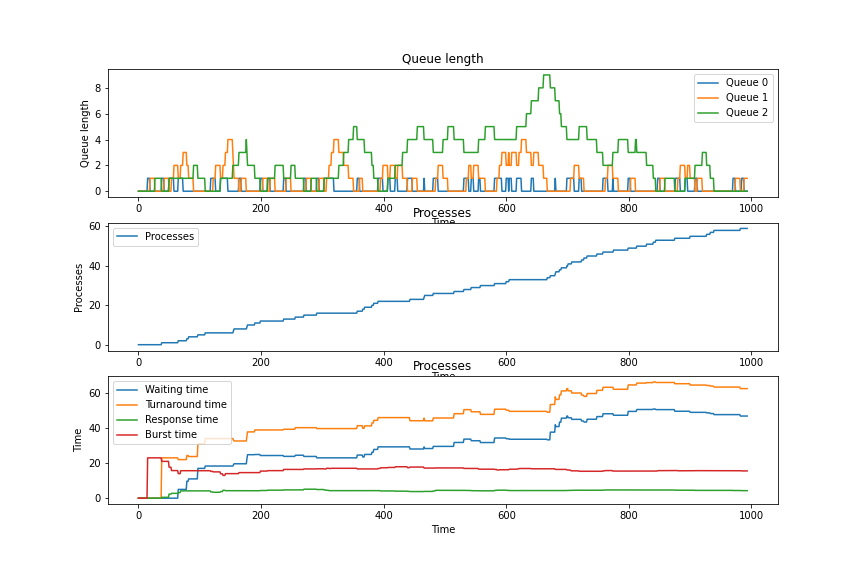 Queue length
Queue length
8
6
4
2
0
Queue 0
Queue 1
Queue 2
0 200 400 600 800 1000
Time
Processes
Processes
60
40
20
0
Processes
0 200 400 600 800 1000
Time
Processes
Time
60
40
20
0
Waiting time
Turnaround time
Response time
Burst time
0 200 400 600 800 1000
Time